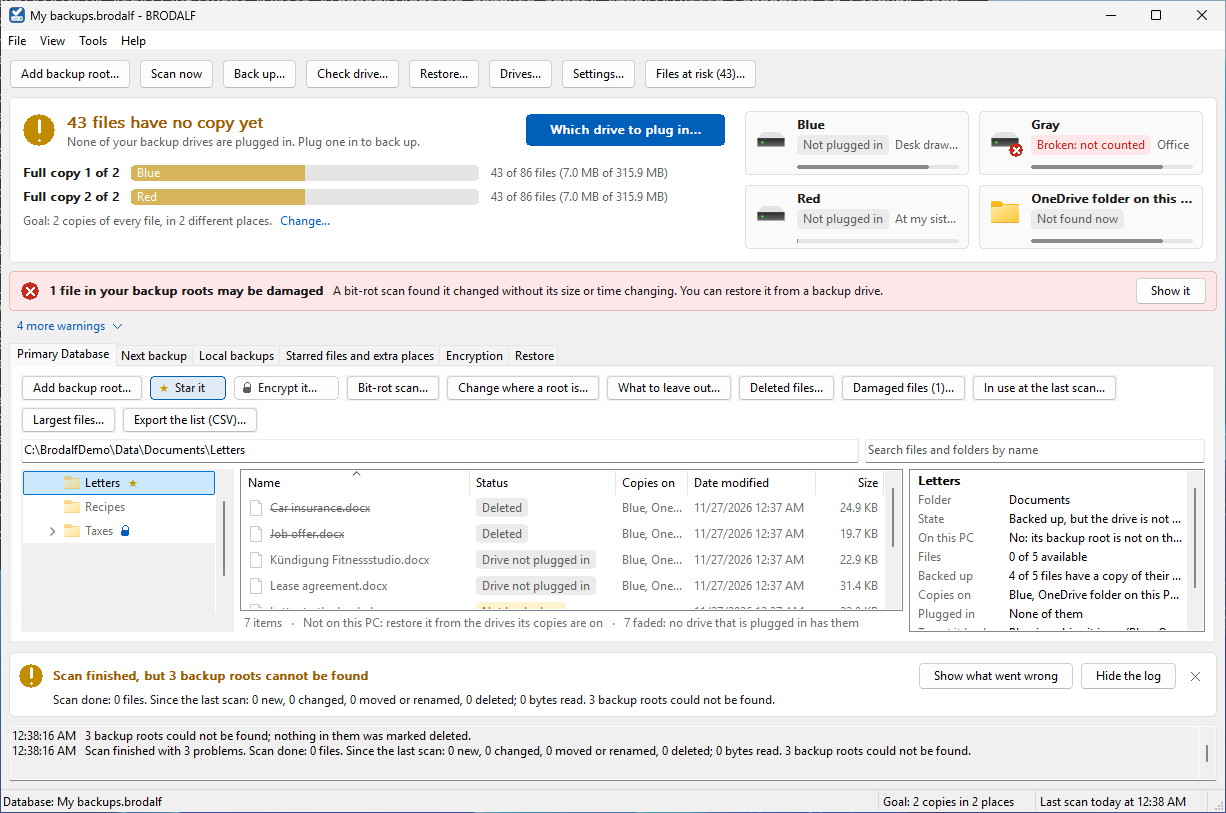 My backups.brodalf - BRODALF
File View Actions Tools Help
Add backup root... Scan now Back up... Check drive... Restore... Drives... Settings... Files at risk (43)...
43 files have no copy yet
None of your backup drives are plugged in. Plug one in to back up.
Which drive to plug in...
Full copy 1 of 2 Blue 43 of 86 files (7.0 MB of 315.9 MB)
Full copy 2 of 2 Red 43 of 86 files (7.0 MB of 315.9 MB)
Goal: 2 copies of every file, in 2 different places. Change...
Blue
Not plugged in Desk draw...
Gray
Broken: not counted Office
Red
Not plugged in At my sist...
OneDrive folder on this ...
Not found now
1 file in your backup roots may be damaged A bit-rot scan found it changed without its size or time changing. You can restore it from a backup drive. Show it
4 more warnings
Primary Database Next backup Local backups Starred files and extra places Encryption Restore
Add backup root... Star it Encrypt it... Bit-rot scan... Change where a root is... What to leave out... Deleted files... Damaged files (1)... In use at the last scan...
Largest files... Export the list (CSV)...
C:\BrodalfDemo\Data\Documents\Letters Search files and folders by name
Letters
Recipes
Taxes
Name Status Copies on Date modified Size
Car insurance.docx Deleted Blue, One... 11/27/2026 12:37 AM 24.9 KB
Job offer.docx Deleted Blue, One... 11/27/2026 12:37 AM 19.7 KB
Kündigung Fitnessstudio.docx Drive not plugged in Blue, One... 11/27/2026 12:37 AM 22.9 KB
Lease agreement.docx Drive not plugged in Blue, One... 11/27/2026 12:37 AM 31.4 KB
7 items · Not on this PC: restore it from the drives its copies are on · 7 faded: no drive that is plugged in has them
Letters
Folder Documents
State Backed up, but the drive is not ...
On this PC No: its backup root is not on th...
Files 0 of 5 available
Backed up 4 of 5 files have a copy of their ...
Copies on Blue, OneDrive folder on this P...
Plugged in None of them
Scan finished, but 3 backup roots cannot be found
Scan done: 0 files. Since the last scan: 0 new, 0 changed, 0 moved or renamed, 0 deleted; 0 bytes read. 3 backup roots could not be found.
Show what went wrong Hide the log
12:38:16 AM 3 backup roots could not be found; nothing in them was marked deleted.
12:38:16 AM Scan finished with 3 problems. Scan done: 0 files. Since the last scan: 0 new, 0 changed, 0 moved or renamed, 0 deleted; 0 bytes read. 3 backup roots could not be found.
Database: My backups.brodalf Goal: 2 copies in 2 places Last scan today at 12:38 AM